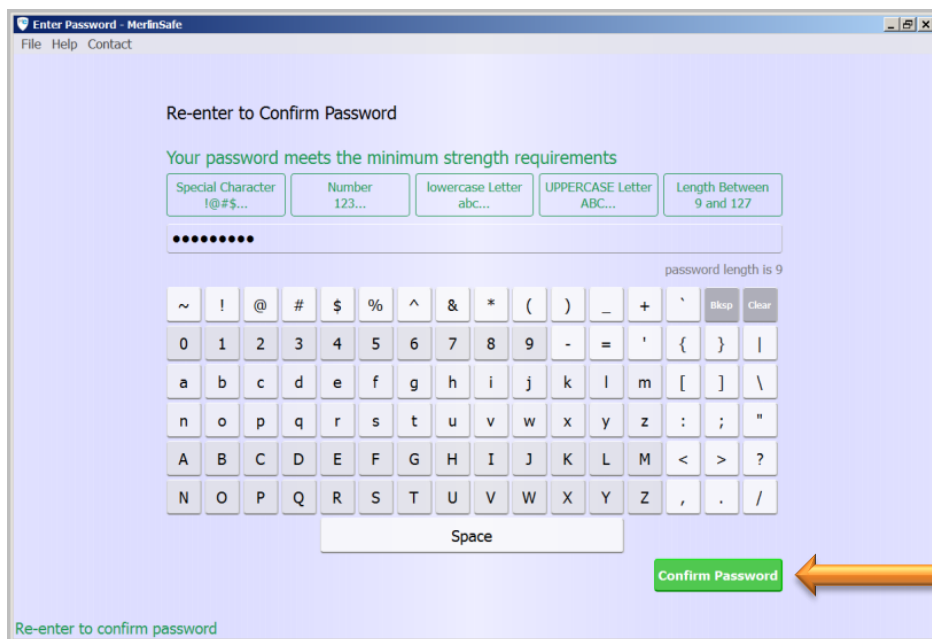 Enter Password - MerlinSafe
File Help Contact
Re-enter to Confirm Password
Your password meets the minimum strength requirements
Special Character
!@#$...
Number
123...
lowercase Letter
abc...
UPPERCASE Letter
ABC...
Length Between
9 and 127
●●●●●●●●●
password length is 9
~ ! @ # $ % ^ & * ( ) _ + ` Bksp Clear
0 1 2 3 4 5 6 7 8 9 - = ' { } |
a b c d e f g h i j k l m [ ] \
n o p q r s t u v w x y z : ; "
A B C D E F G H I J K L M < > ?
N O P Q R S T U V W X Y Z , . /
Space
Confirm Password
Re-enter to confirm password